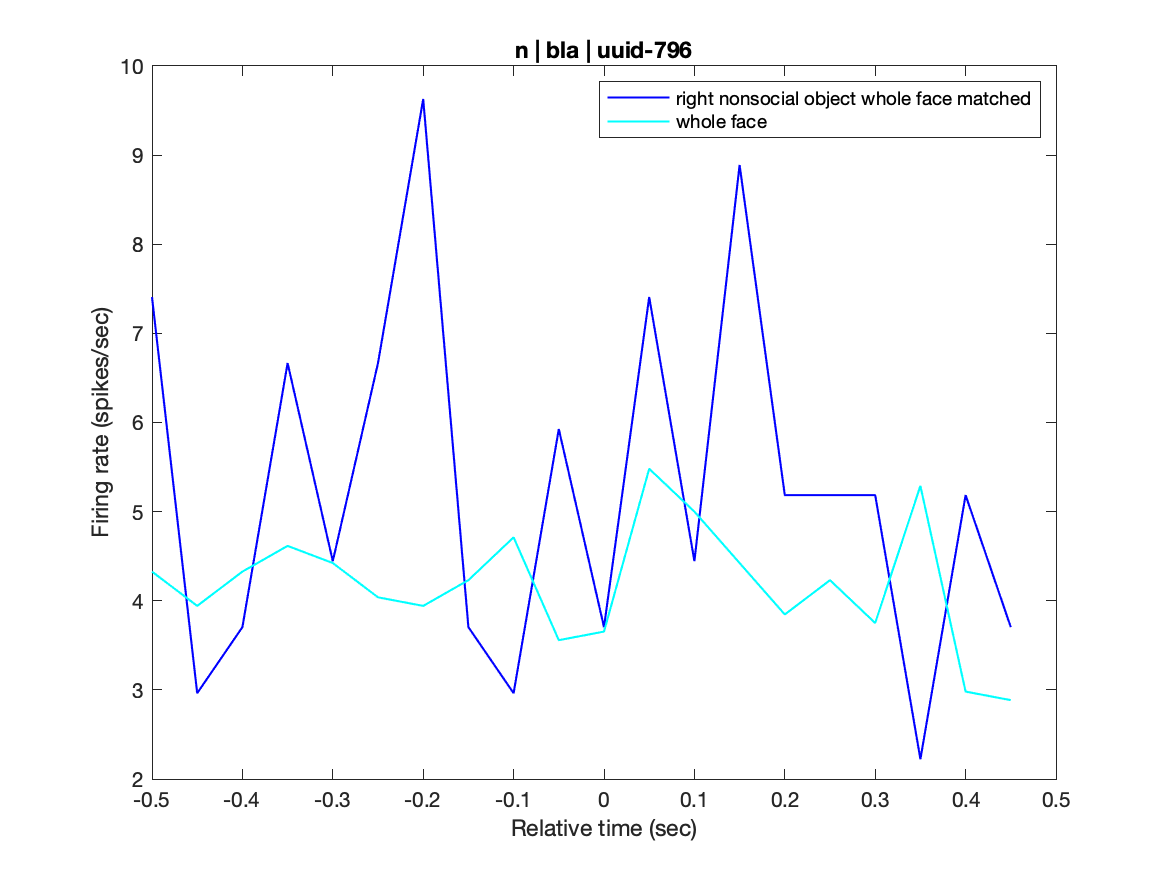 n | bla | uuid-796
right nonsocial object whole face matched
whole face
Firing rate (spikes/sec)
10
9
8
7
6
5
4
3
2
-0.5 -0.4 -0.3 -0.2 -0.1 0 0.1 0.2 0.3 0.4 0.5
Relative time (sec)